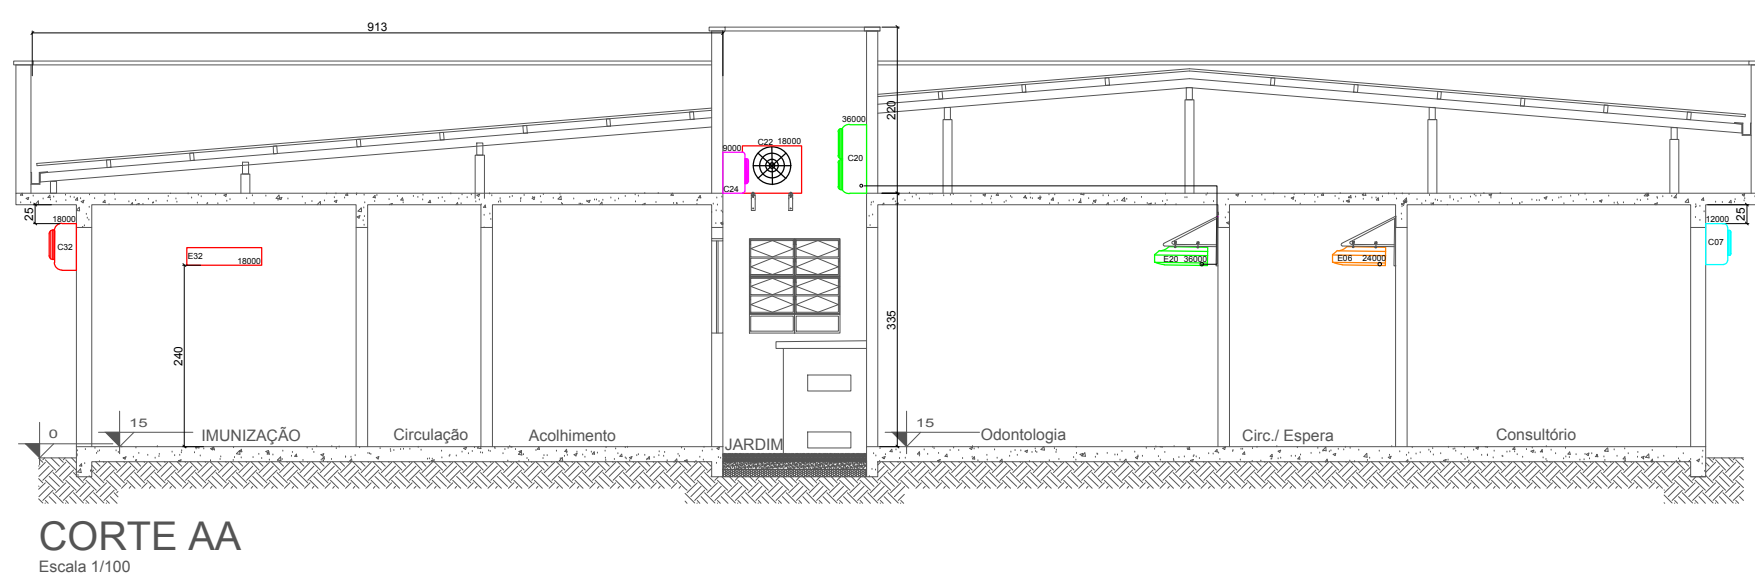 913
220
36000
C20
C22 18000
9000
C24
25
18000
C32
E32
18000
240
335
E20 36000
E06 24000
12000
25
C07
0
15
IMUNIZAÇÃO
Circulação
Acolhimento
JARDIM
15
Odontologia
Circ./ Espera
Consultório
CORTE AA
Escala 1/100